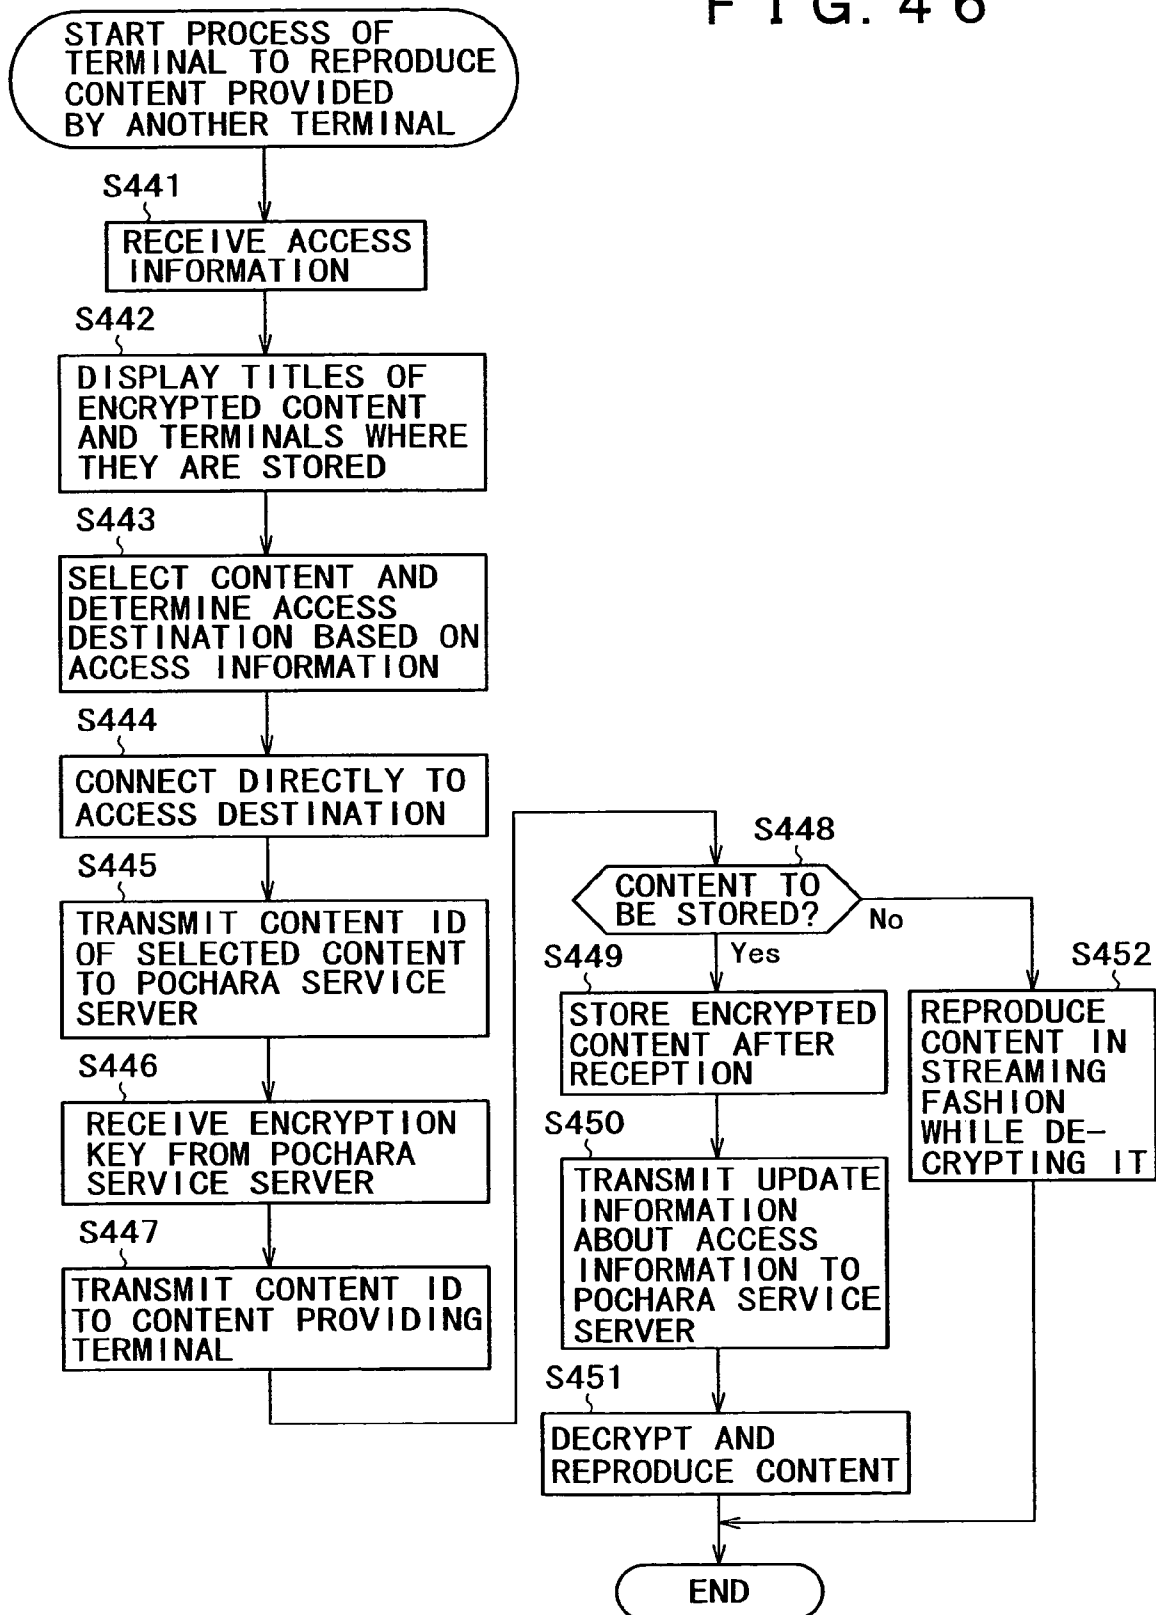 FIG. 46
START PROCESS OF
TERMINAL TO REPRODUCE
CONTENT PROVIDED
BY ANOTHER TERMINAL
S441
RECEIVE ACCESS
INFORMATION
S442
DISPLAY TITLES OF
ENCRYPTED CONTENT
AND TERMINALS WHERE
THEY ARE STORED
S443
SELECT CONTENT AND
DETERMINE ACCESS
DESTINATION BASED ON
ACCESS INFORMATION
S444
CONNECT DIRECTLY TO
ACCESS DESTINATION
S445
TRANSMIT CONTENT ID
OF SELECTED CONTENT
TO POCHARA SERVICE
SERVER
S446
RECEIVE ENCRYPTION
KEY FROM POCHARA
SERVICE SERVER
S447
TRANSMIT CONTENT ID
TO CONTENT PROVIDING
TERMINAL
S448
CONTENT TO
BE STORED?
No
Yes
S449
STORE ENCRYPTED
CONTENT AFTER
RECEPTION
S450
TRANSMIT UPDATE
INFORMATION
ABOUT ACCESS
INFORMATION TO
POCHARA SERVICE
SERVER
S451
DECRYPT AND
REPRODUCE CONTENT
S452
REPRODUCE
CONTENT IN
STREAMING
FASHION
WHILE DE-
CRYPTING IT
END